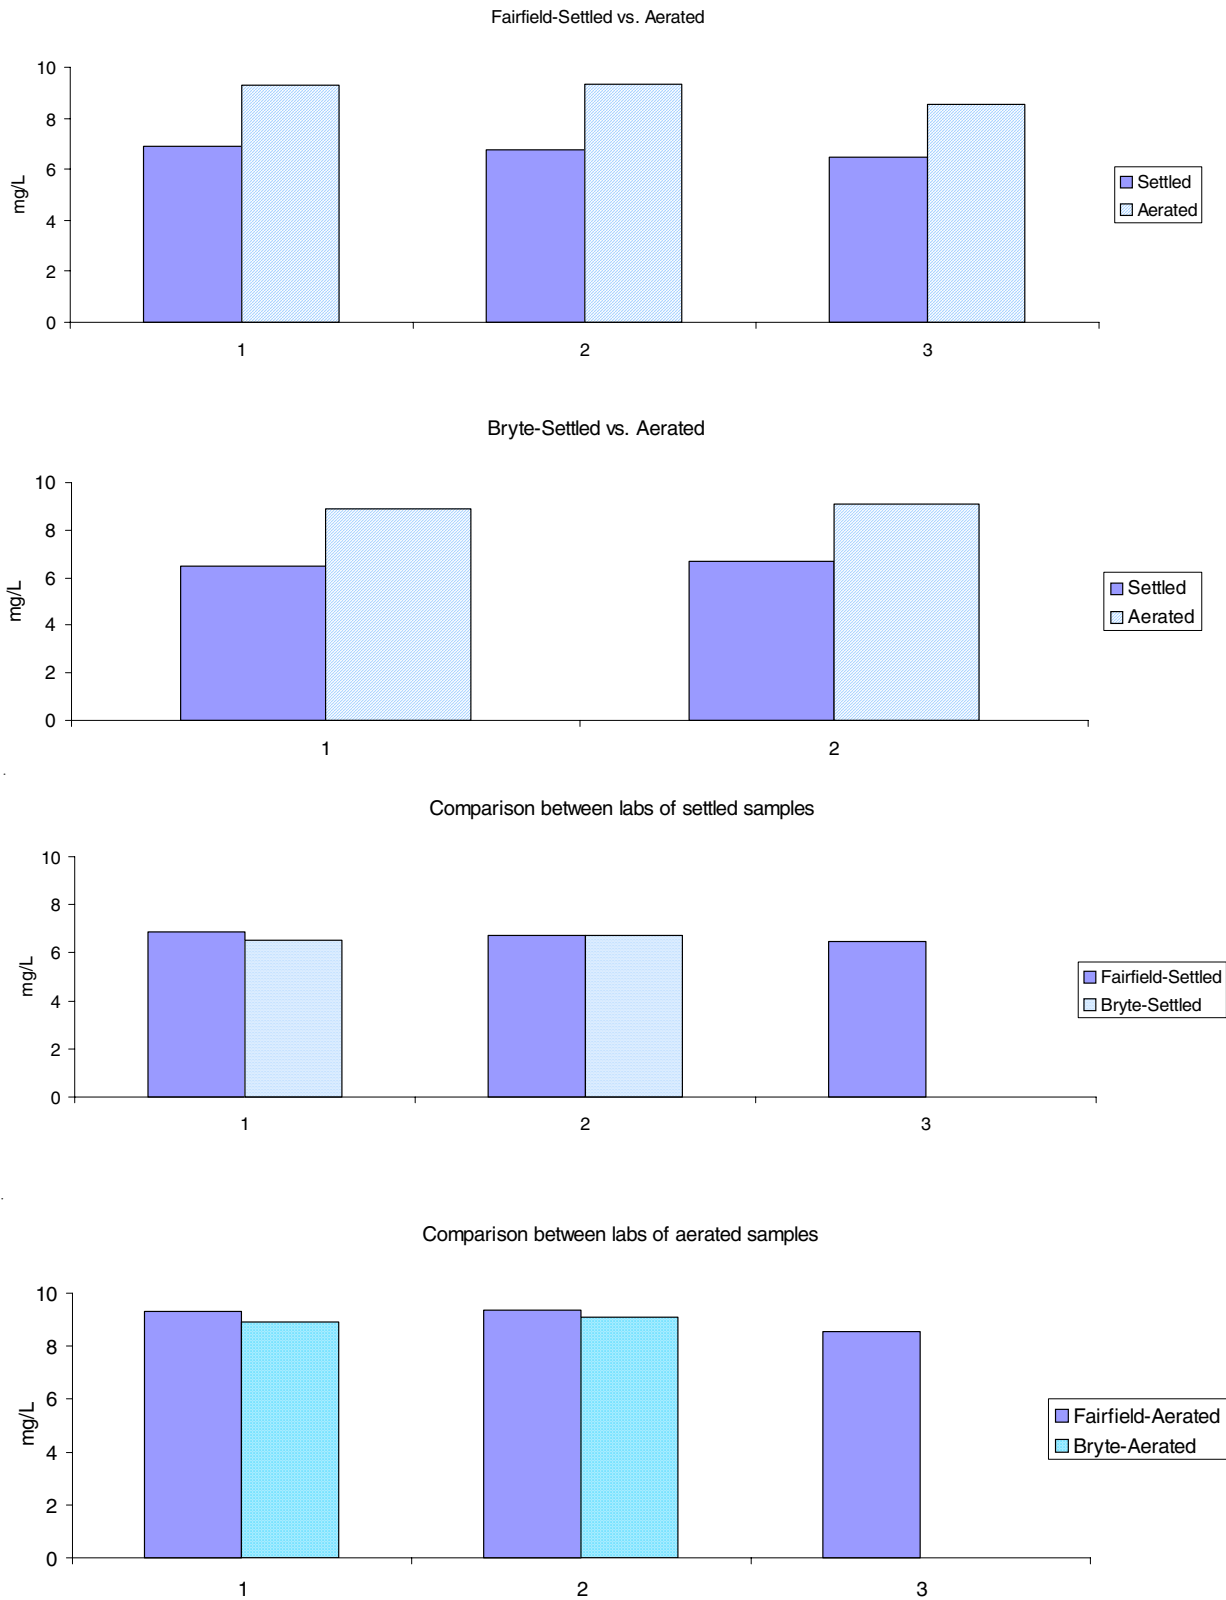 Fairfield-Settled vs. Aerated
10
8
6
4
2
0
mg/L
1 2 3
Settled
Aerated
Bryte-Settled vs. Aerated
10
8
6
4
2
0
mg/L
1 2
Settled
Aerated
Comparison between labs of settled samples
10
8
6
4
2
0
mg/L
1 2 3
Fairfield-Settled
Bryte-Settled
Comparison between labs of aerated samples
10
8
6
4
2
0
mg/L
1 2 3
Fairfield-Aerated
Bryte-Aerated